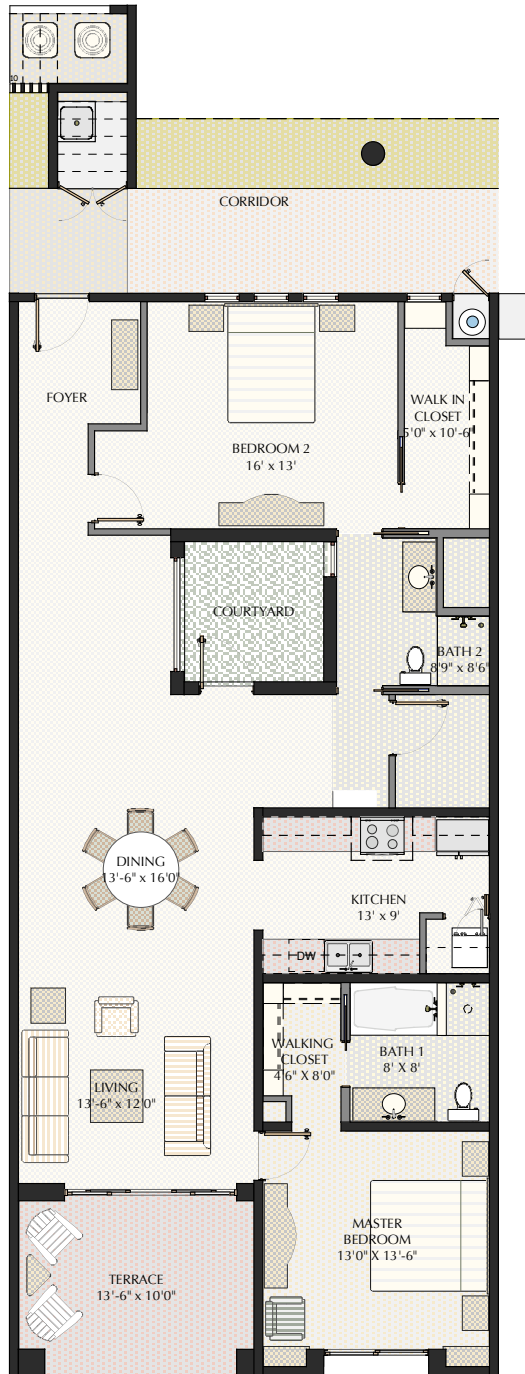 10
CORRIDOR
FOYER
WALK IN
CLOSET
5'0" x 10'-6"
BEDROOM 2
16' x 13'
COURTYARD
BATH 2
8'9" x 8'6"
DINING
13'-6" x 16'0"
KITCHEN
13' x 9'
DW
WALKING
CLOSET
4'6" X 8'0"
BATH 1
8' X 8'
LIVING
13'-6" x 12'0"
MASTER
BEDROOM
13'0" X 13'-6"
TERRACE
13'-6" x 10'0"